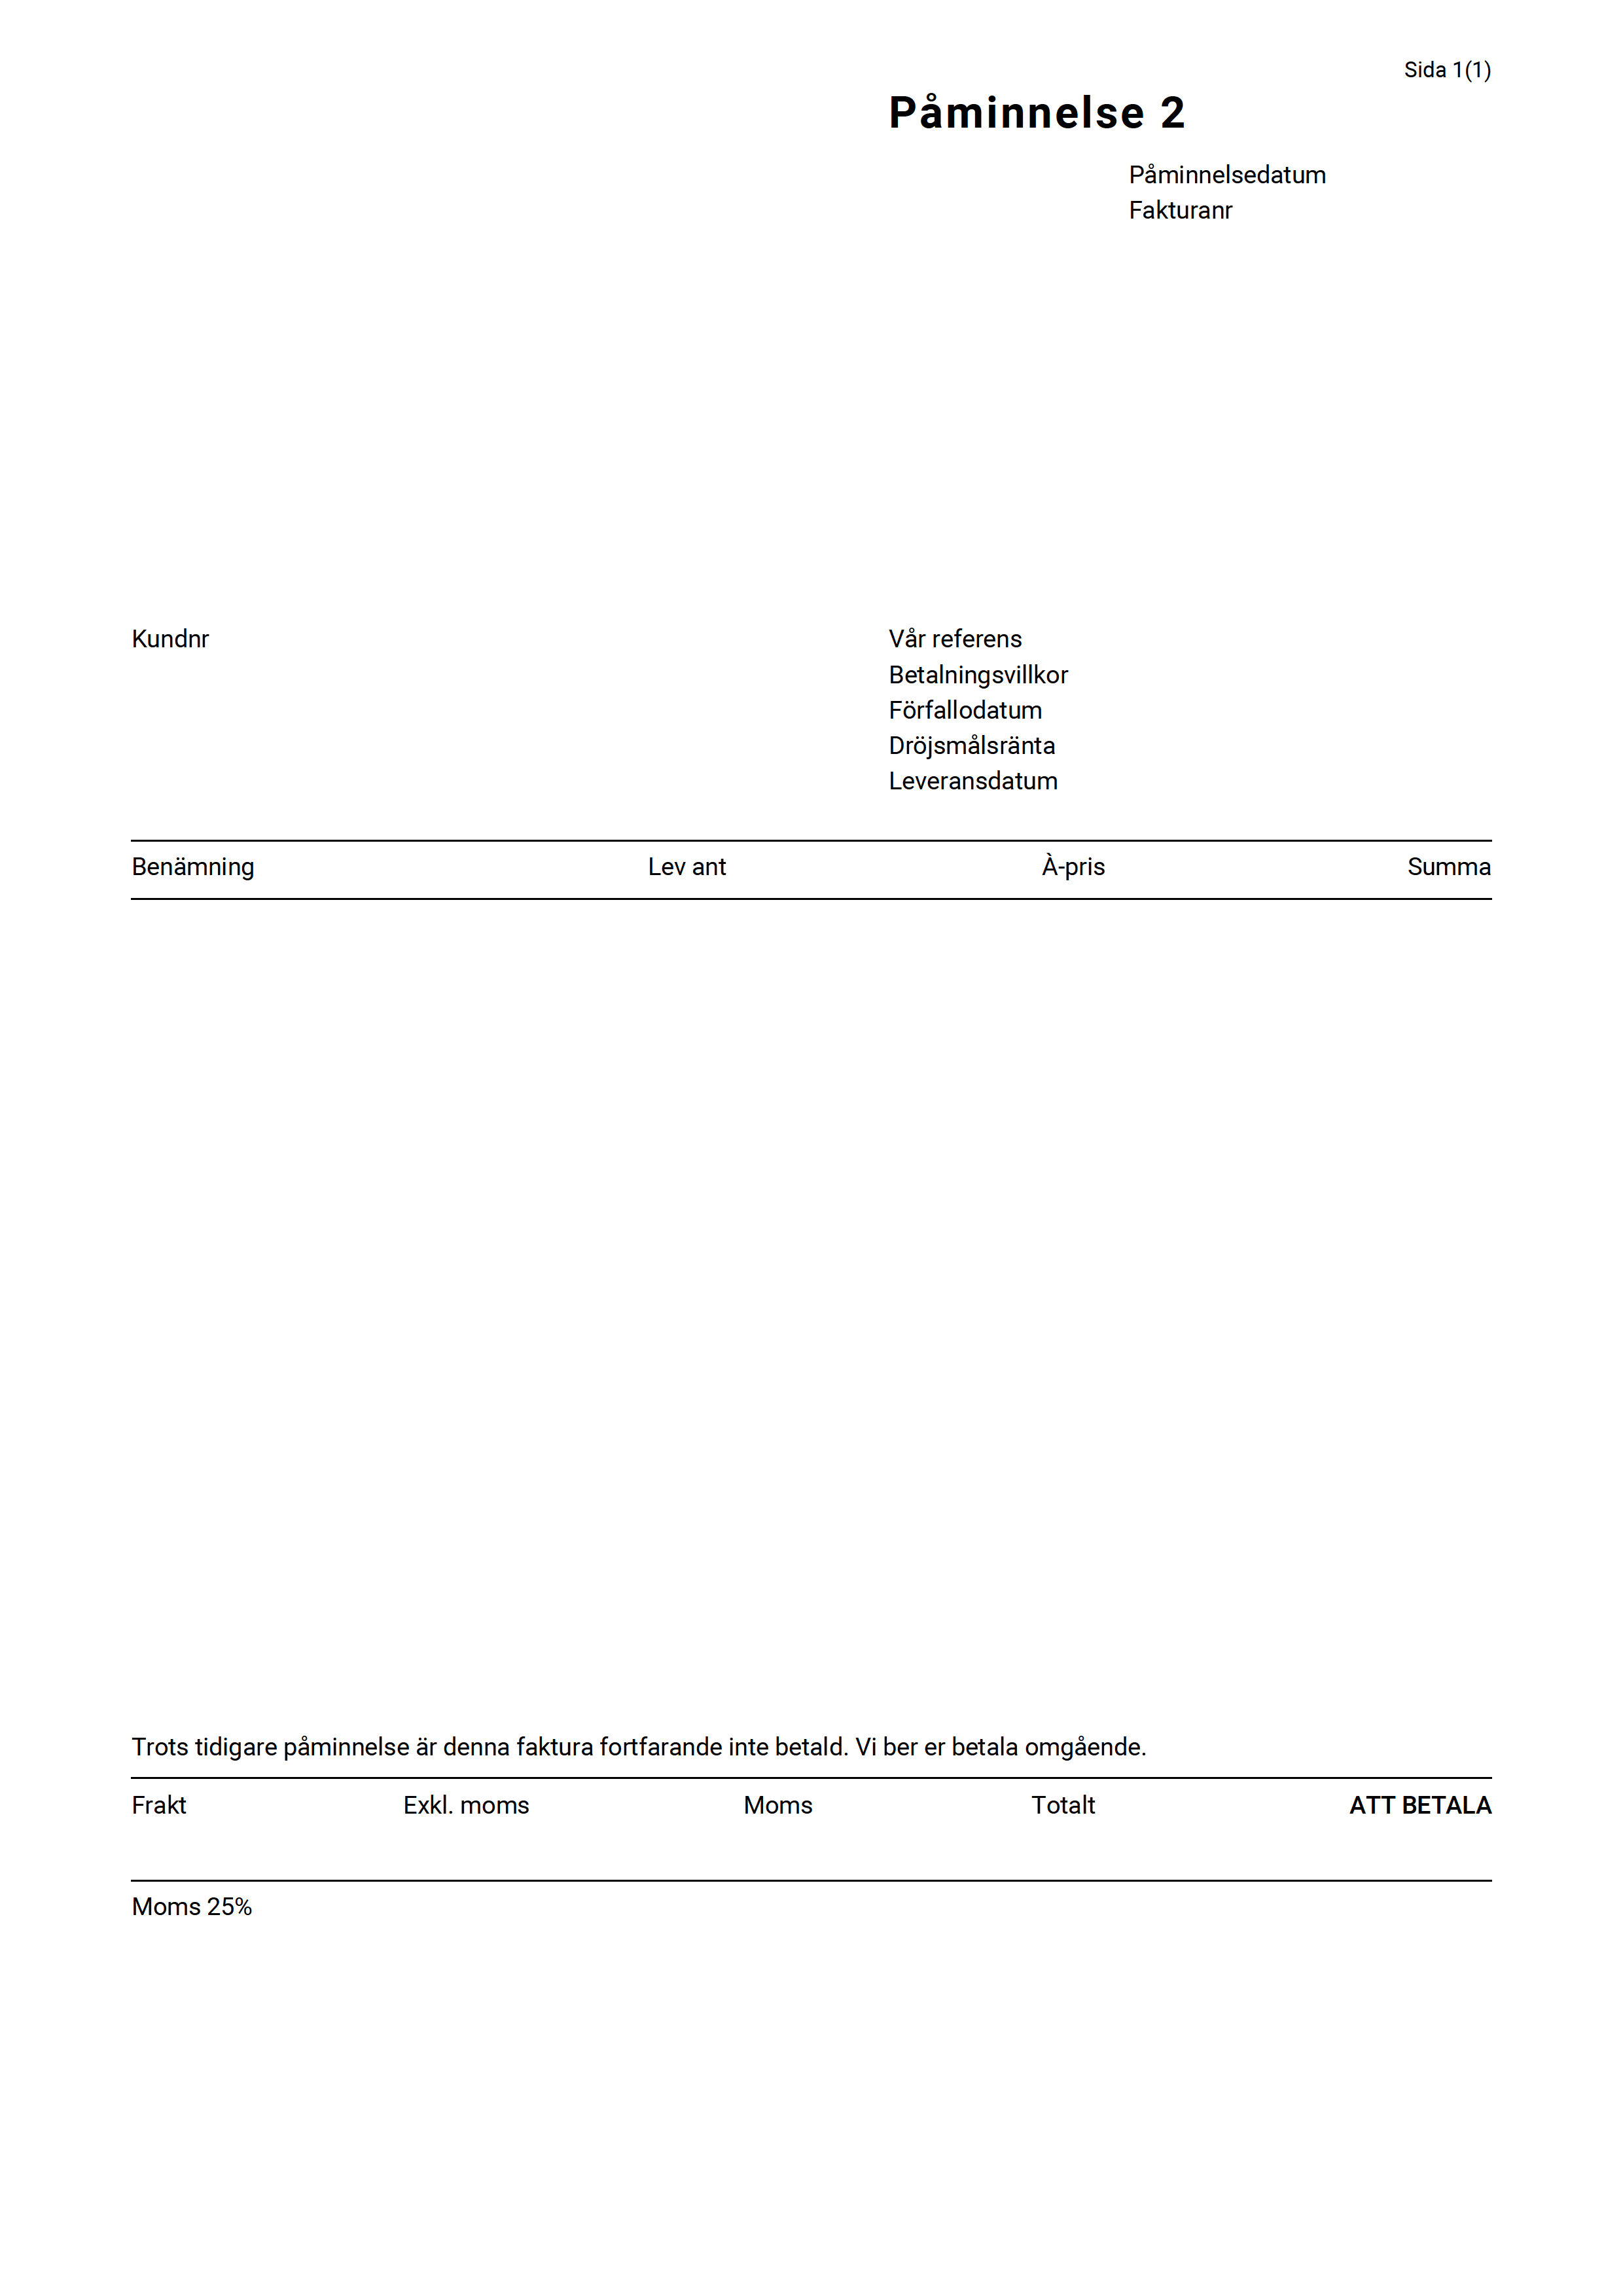 Sida 1(1)
Påminnelse 2
Påminnelsedatum
Fakturanr
Kundnr
Vår referens
Betalningsvillkor
Förfallodatum
Dröjsmålsränta
Leveransdatum
Benämning Lev ant À-pris Summa
Trots tidigare påminnelse är denna faktura fortfarande inte betald. Vi ber er betala omgående.
Frakt Exkl. moms Moms Totalt ATT BETALA
Moms 25%